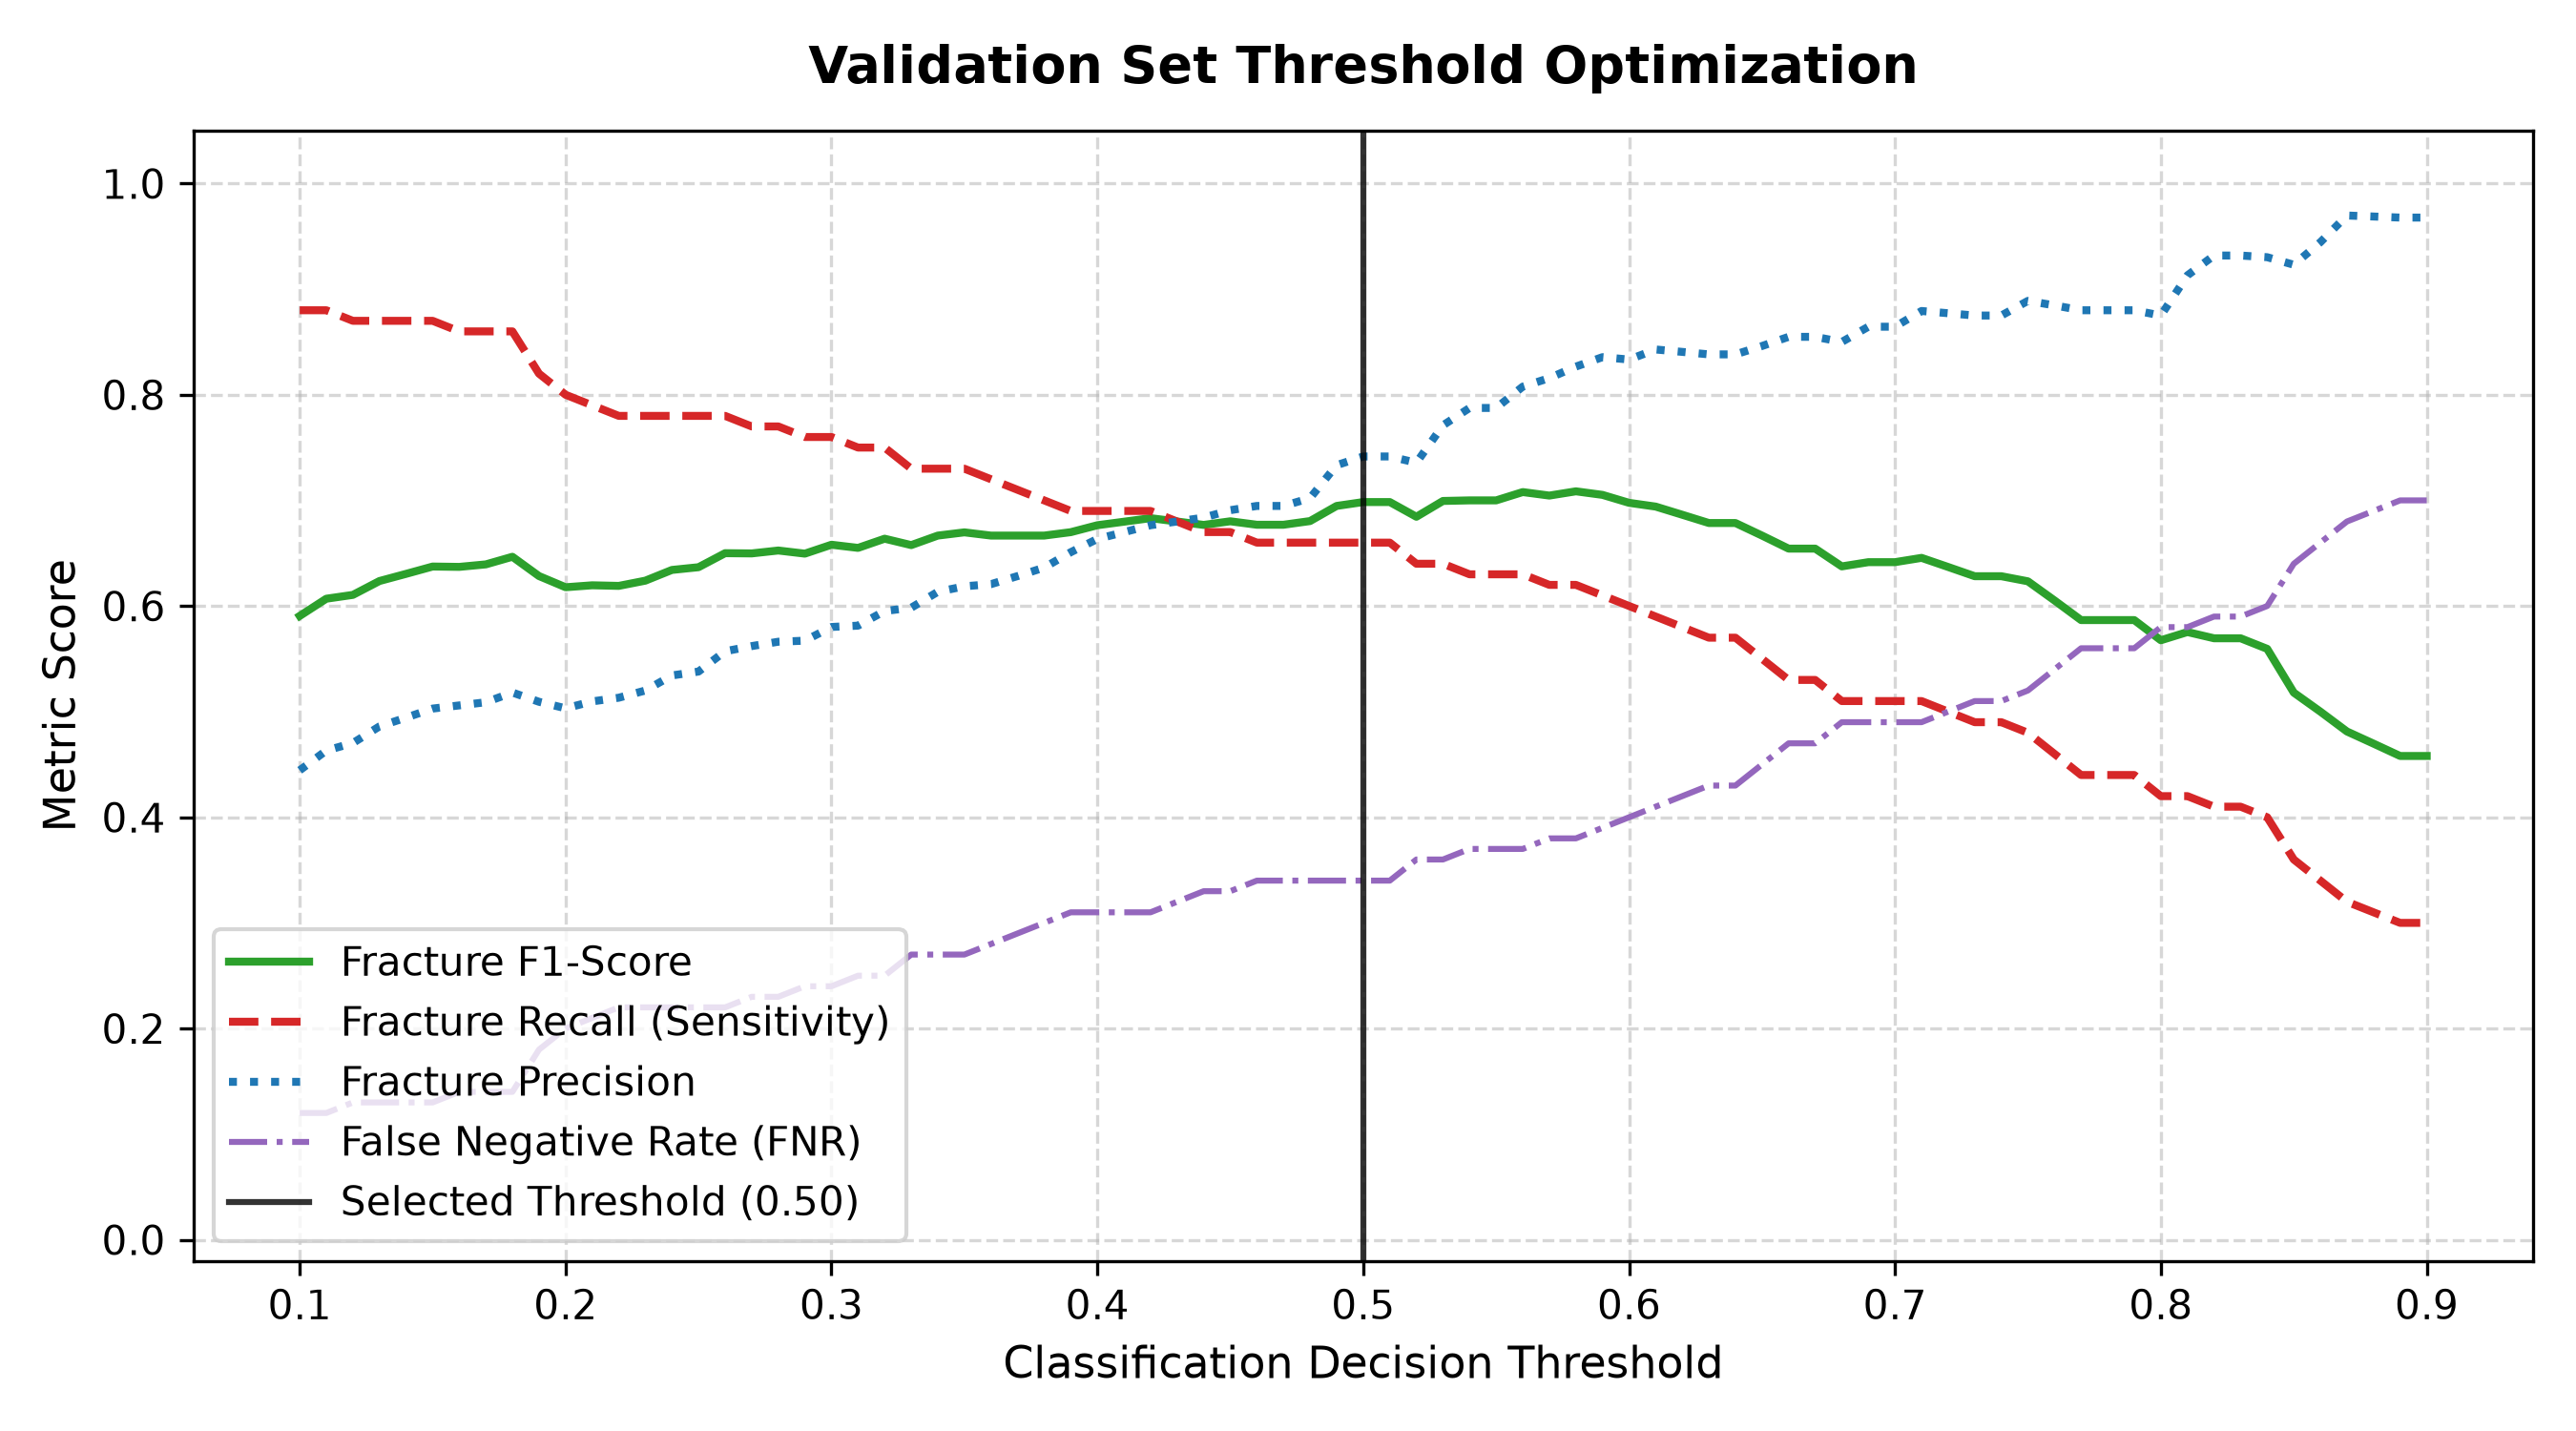 Validation Set Threshold Optimization
Metric Score
1.0
0.8
0.6
0.4
0.2
0.0
Fracture F1-Score
Fracture Recall (Sensitivity)
Fracture Precision
False Negative Rate (FNR)
Selected Threshold (0.50)
0.1 0.2 0.3 0.4 0.5 0.6 0.7 0.8 0.9
Classification Decision Threshold